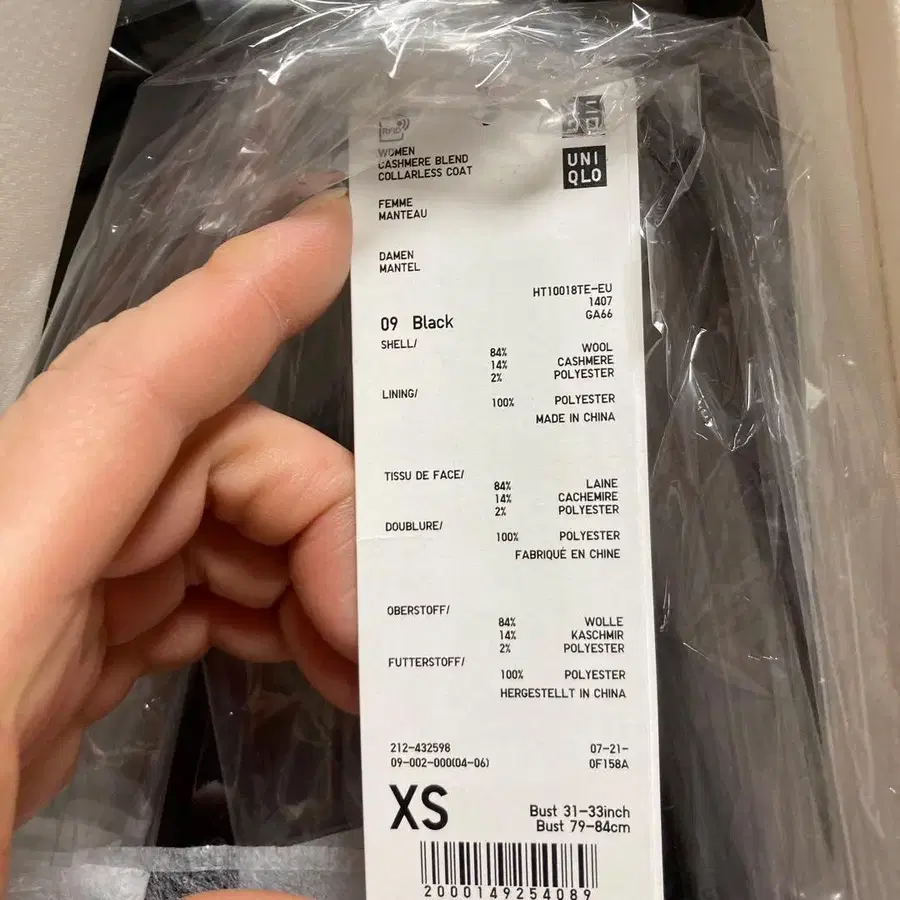 RFID
WOMEN
CASHMERE BLEND
COLLARLESS COAT
UNI
QLO
FEMME
MANTEAU
DAMEN
MANTEL
HT10018TE-EU
1407
GA66
09 Black
SHELL/
84% WOOL
14% CASHMERE
2% POLYESTER
LINING/
100% POLYESTER
MADE IN CHINA
TISSU DE FACE/
84% LAINE
14% CACHEMIRE
2% POLYESTER
DOUBLURE/
100% POLYESTER
FABRIQUÉ EN CHINE
OBERSTOFF/
84% WOLLE
14% KASCHMIR
2% POLYESTER
FUTTERSTOFF/
100% POLYESTER
HERGESTELLT IN CHINA
212-432598 07-21-
09-002-000(04-06) 0F158A
XS
Bust 31-33inch
Bust 79-84cm
2000149254089